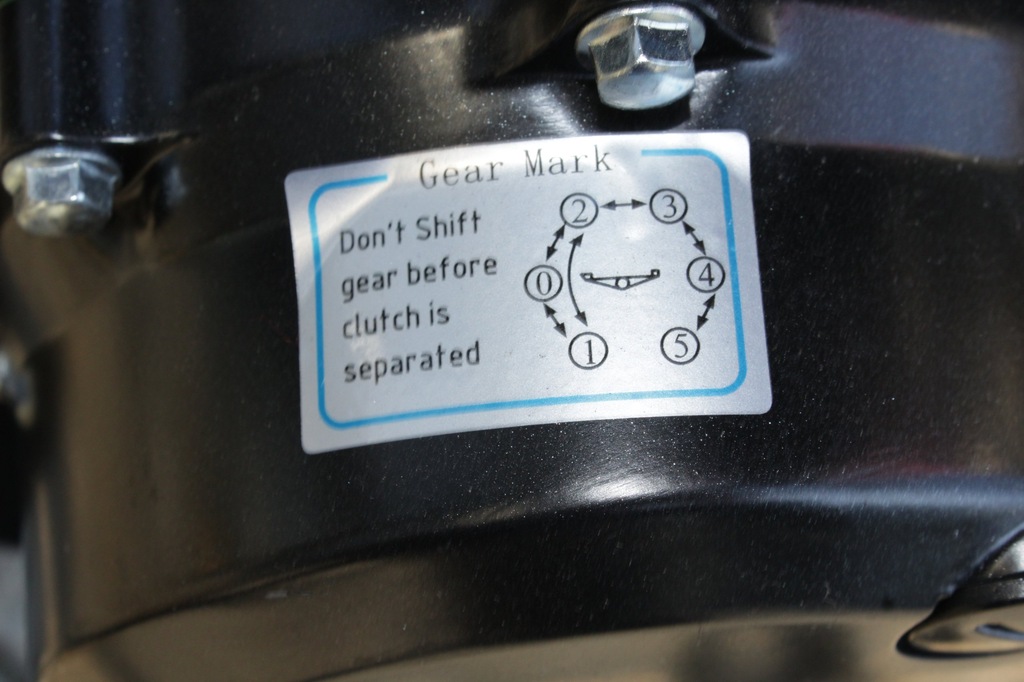 Gear Mark
Don't Shift
gear before
clutch is
separated
2 3
0 4
1 5